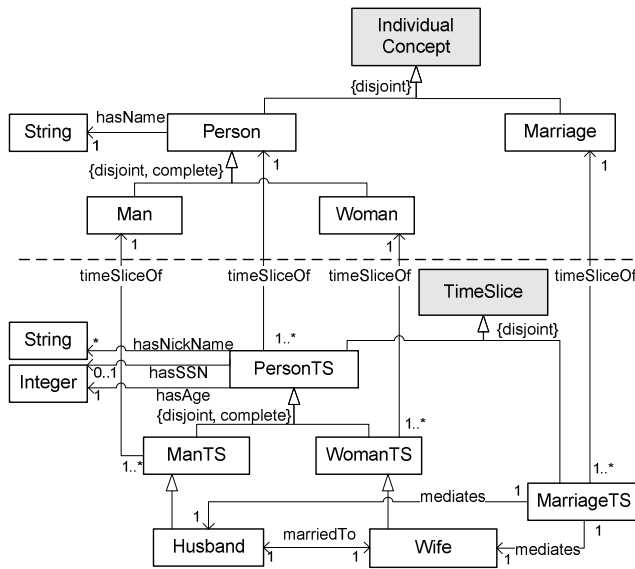 Individual
Concept
{disjoint}
hasName
String
1
Person
Marriage
1
1
{disjoint, complete}
Man
Woman
1
1
timeSliceOf
timeSliceOf
timeSliceOf
timeSliceOf
TimeSlice
{disjoint}
String
*
hasNickName
1..*
0..1
hasSSN
PersonTS
Integer
1
hasAge
{disjoint, complete}
1..*
ManTS
WomanTS
1..*
1..*
mediates
1
MarriageTS
1
marriedTo
1
Husband
1
1
Wife
1
mediates